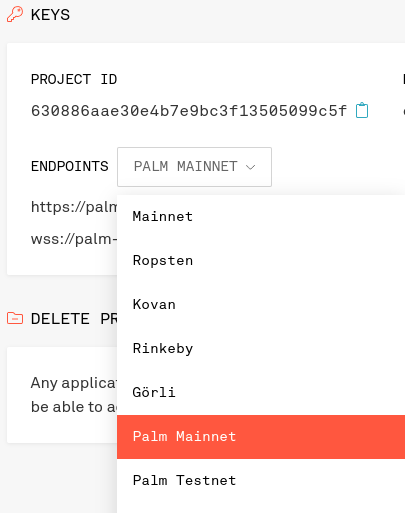 KEYS
PROJECT ID
630886aae30e4b7e9bc3f13505099c5f
ENDPOINTS PALM MAINNET
https://palm
wss://palm-
Mainnet
Ropsten
Kovan
Rinkeby
Görli
Palm Mainnet
Palm Testnet
DELETE PR
Any applicat
be able to a